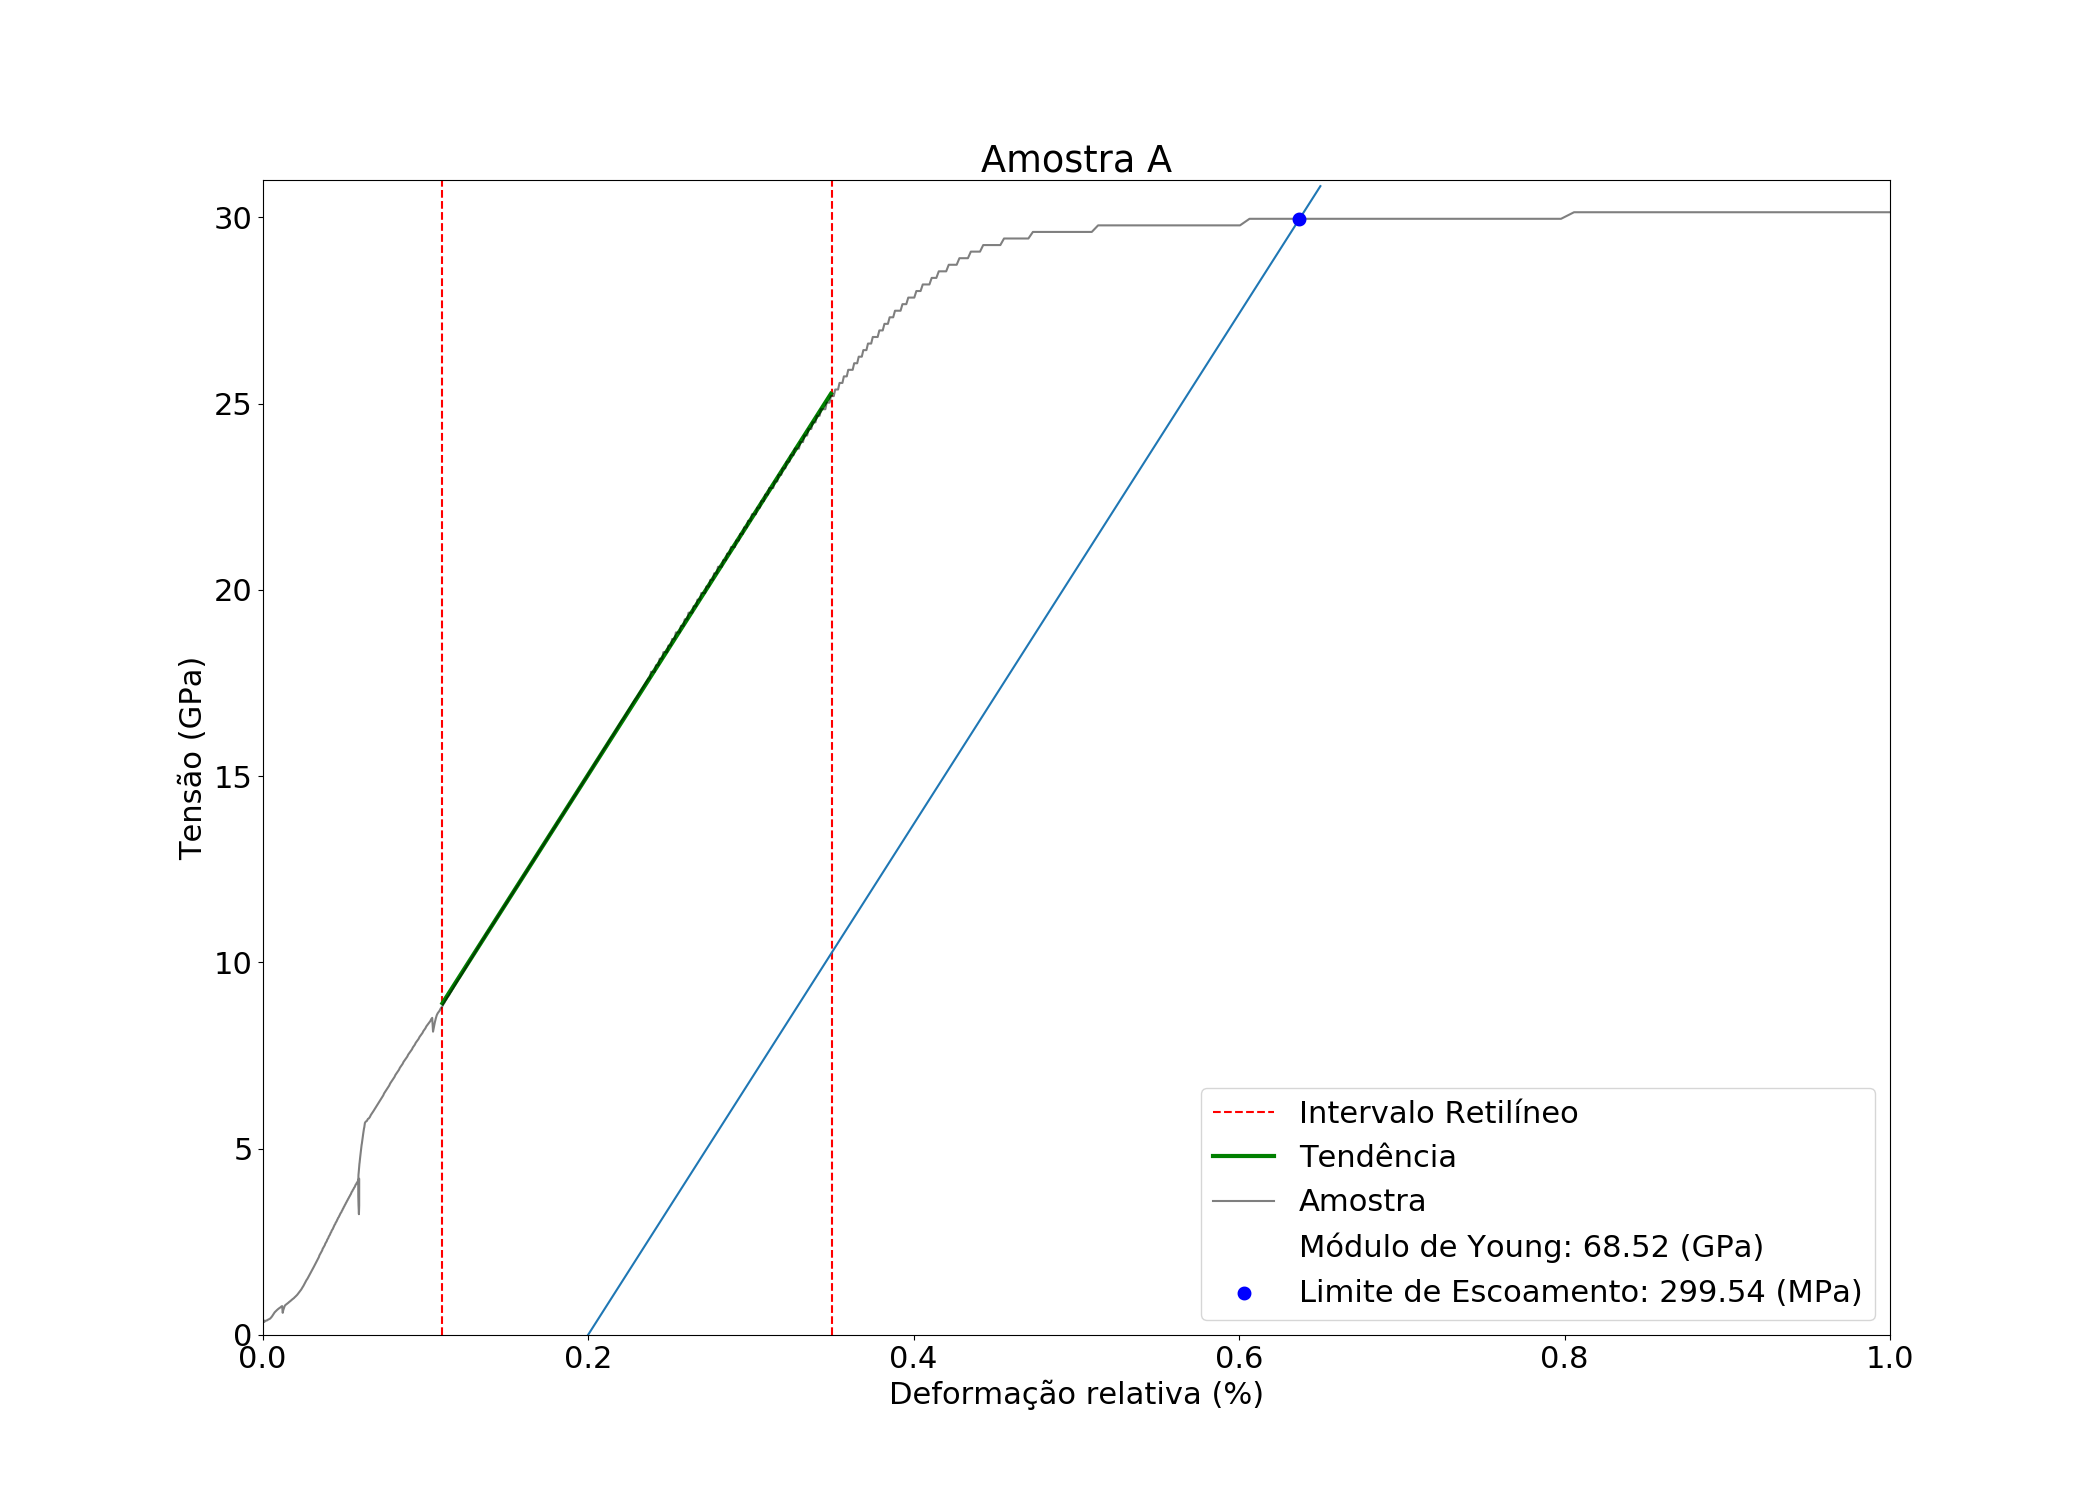 Amostra A
30
25
20
15
10
5
0
Tensão (GPa)
0.0 0.2 0.4 0.6 0.8 1.0
Deformação relativa (%)
Intervalo Retilíneo
Tendência
Amostra
Módulo de Young: 68.52 (GPa)
Limite de Escoamento: 299.54 (MPa)